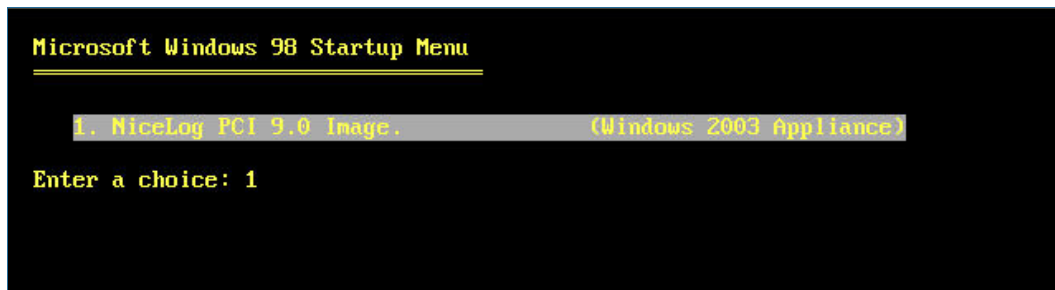 Microsoft Windows 98 Startup Menu
1. NiceLog PCI 9.0 Image. (Windows 2003 Appliance)
Enter a choice: 1